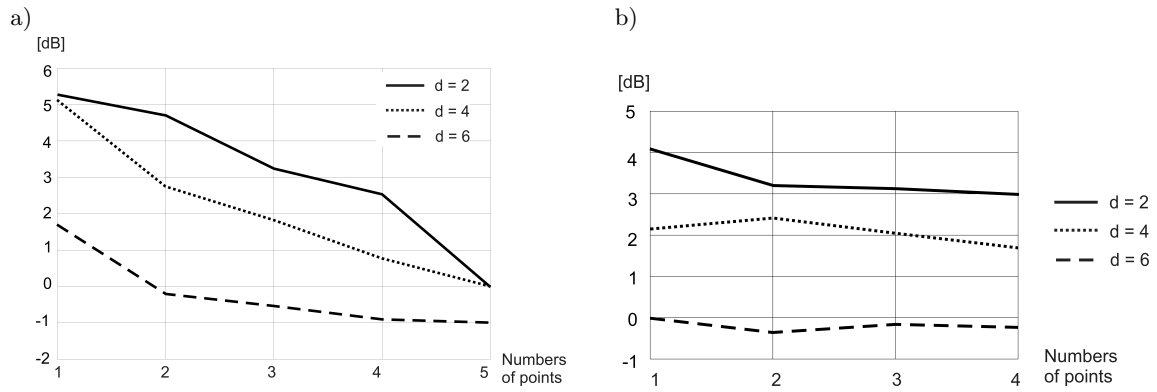 a)
[dB]
6
5
4
3
2
1
0
-1
-2
1 2 3 4 5
Numbers
of points
d = 2
d = 4
d = 6
b)
[dB]
5
4
3
2
1
0
-1
1 2 3 4
Numbers
of points
d = 2
d = 4
d = 6